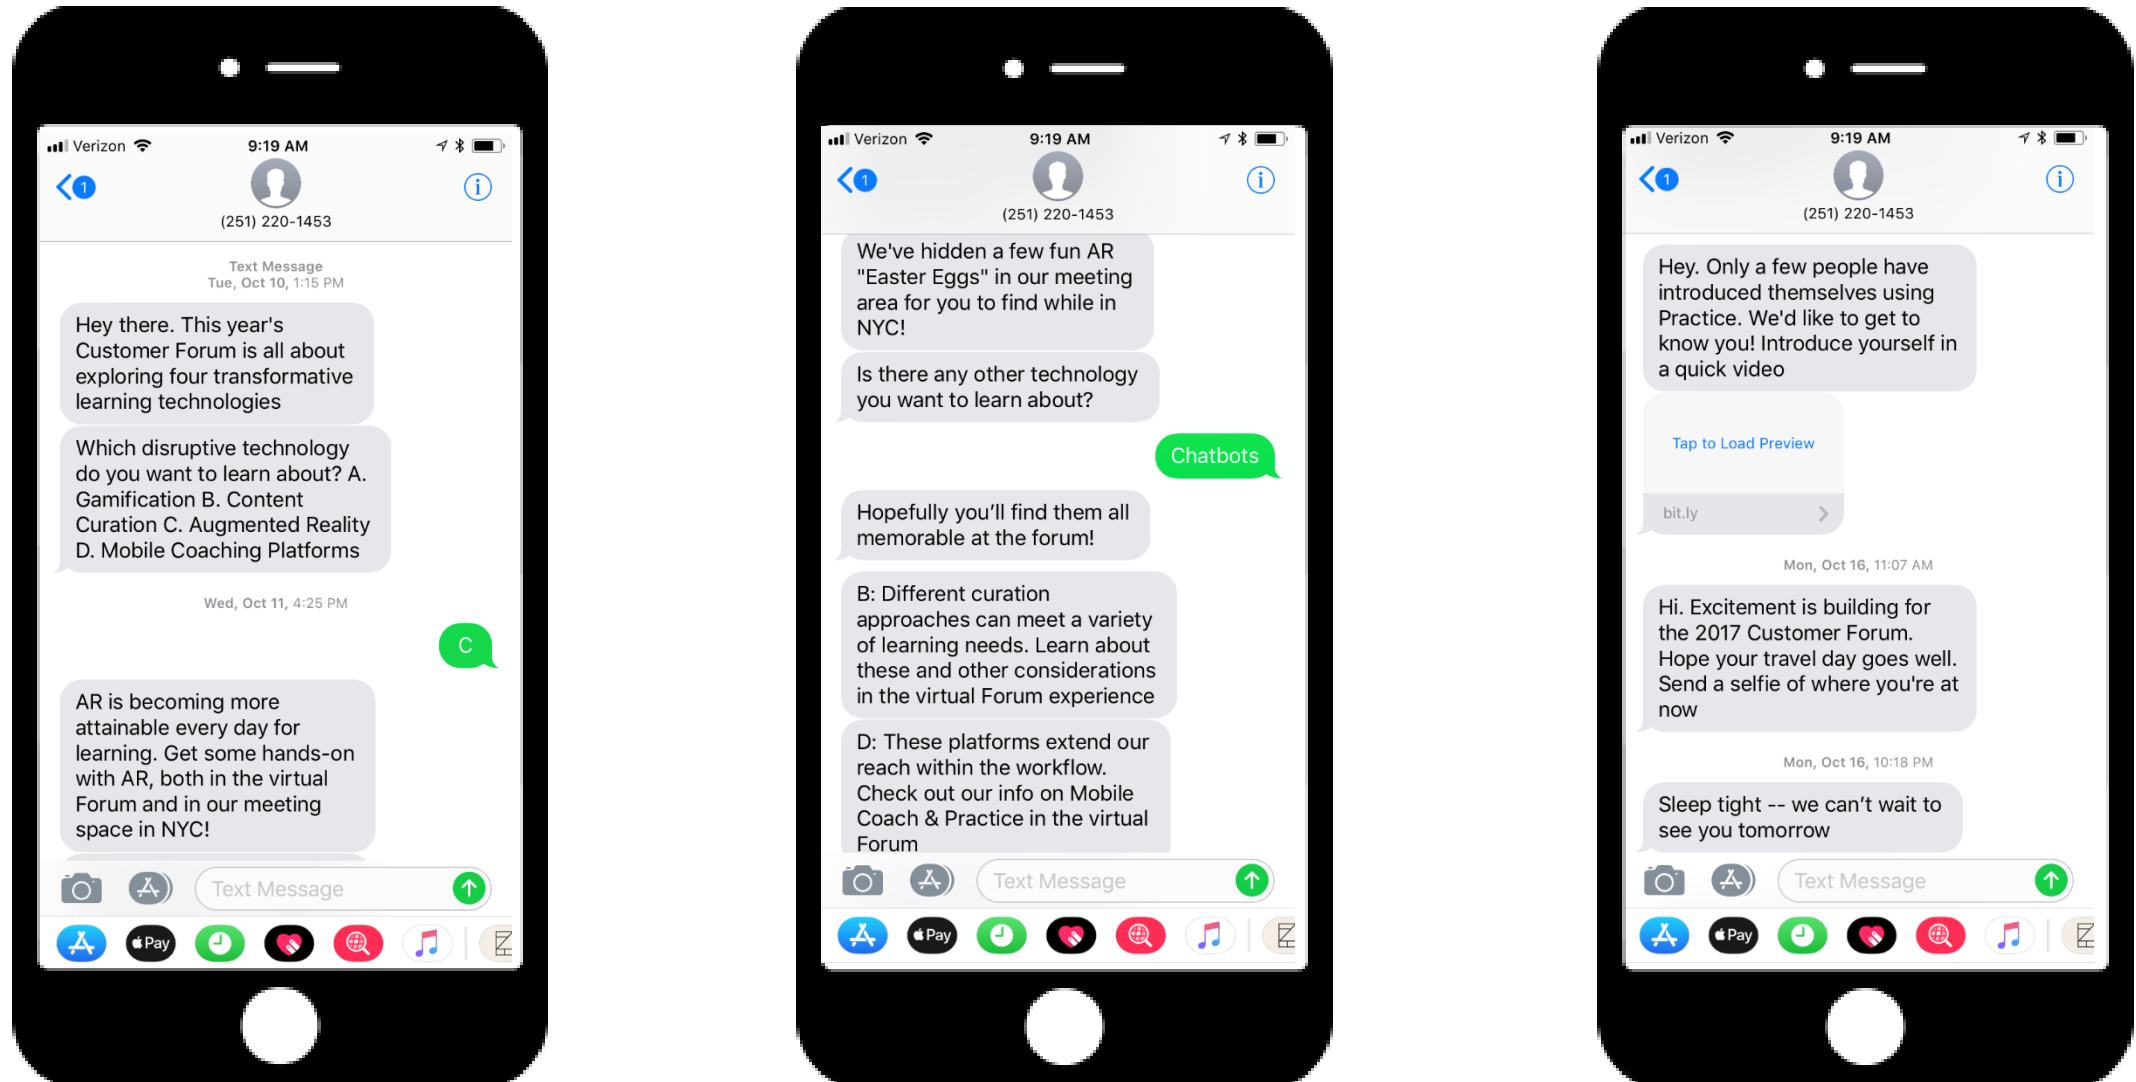 Verizon
9:19 AM
1
i
(251) 220-1453
Text Message
Tue, Oct 10, 1:15 PM
Hey there. This year's
Customer Forum is all about
exploring four transformative
learning technologies
Which disruptive technology
do you want to learn about? A.
Gamification B. Content
Curation C. Augmented Reality
D. Mobile Coaching Platforms
Wed, Oct 11, 4:25 PM
C
AR is becoming more
attainable every day for
learning. Get some hands-on
with AR, both in the virtual
Forum and in our meeting
space in NYC!
Text Message
Pay
Verizon
9:19 AM
1
i
(251) 220-1453
We've hidden a few fun AR
"Easter Eggs" in our meeting
area for you to find while in
NYC!
Is there any other technology
you want to learn about?
Chatbots
Hopefully you’ll find them all
memorable at the forum!
B: Different curation
approaches can meet a variety
of learning needs. Learn about
these and other considerations
in the virtual Forum experience
D: These platforms extend our
reach within the workflow.
Check out our info on Mobile
Coach & Practice in the virtual
Forum
Text Message
Pay
Verizon
9:19 AM
1
i
(251) 220-1453
Hey. Only a few people have
introduced themselves using
Practice. We'd like to get to
know you! Introduce yourself in
a quick video
Tap to Load Preview
bit.ly
Mon, Oct 16, 11:07 AM
Hi. Excitement is building for
the 2017 Customer Forum.
Hope your travel day goes well.
Send a selfie of where you're at
now
Mon, Oct 16, 10:18 PM
Sleep tight -- we can’t wait to
see you tomorrow
Text Message
Pay